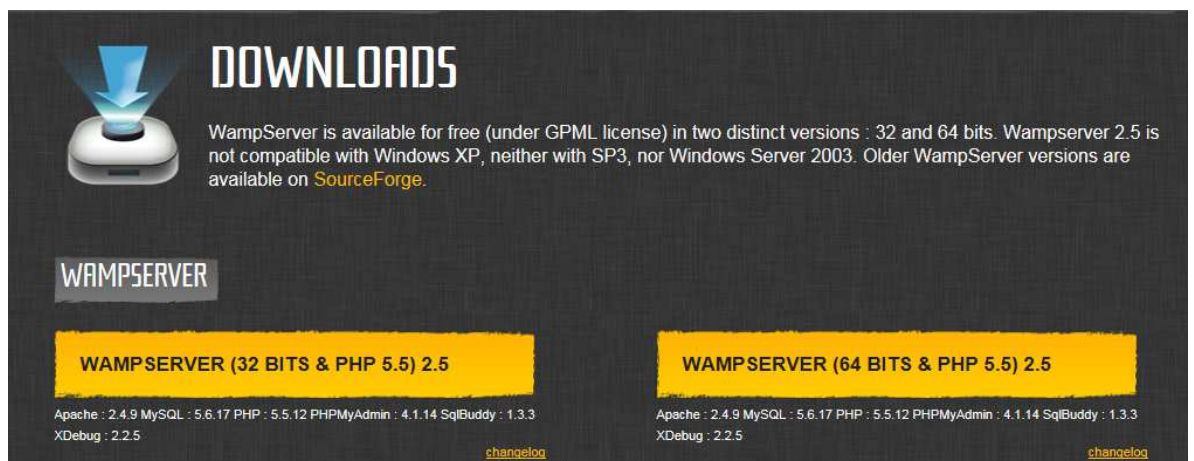 DOWNLOADS
WampServer is available for free (under GPML license) in two distinct versions : 32 and 64 bits. Wampserver 2.5 is
not compatible with Windows XP, neither with SP3, nor Windows Server 2003. Older WampServer versions are
available on SourceForge.
WAMPSERVER
WAMPSERVER (32 BITS & PHP 5.5) 2.5
Apache : 2.4.9 MySQL : 5.6.17 PHP : 5.5.12 PHPMyAdmin : 4.1.14 SqlBuddy : 1.3.3
XDebug : 2.2.5
changelog
WAMPSERVER (64 BITS & PHP 5.5) 2.5
Apache : 2.4.9 MySQL : 5.6.17 PHP : 5.5.12 PHPMyAdmin : 4.1.14 SqlBuddy : 1.3.3
XDebug : 2.2.5
changelog